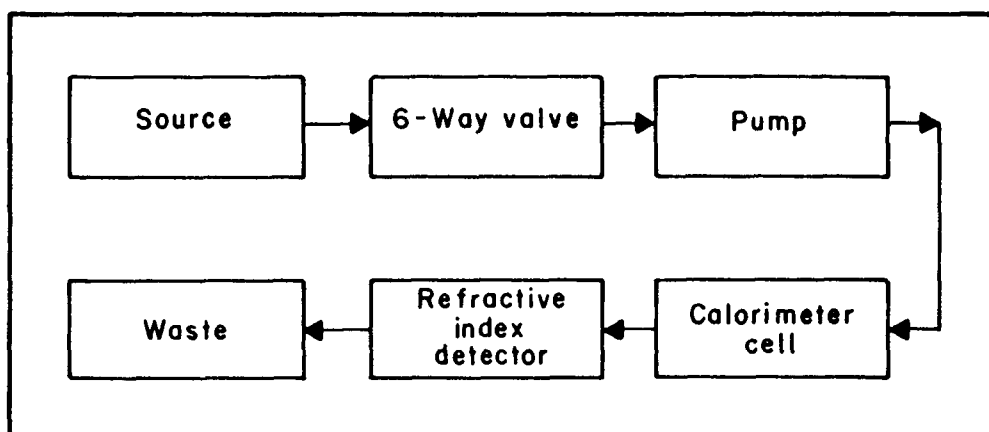 Source
6-Way valve
Pump
Waste
Refractive
index
detector
Calorimeter
cell